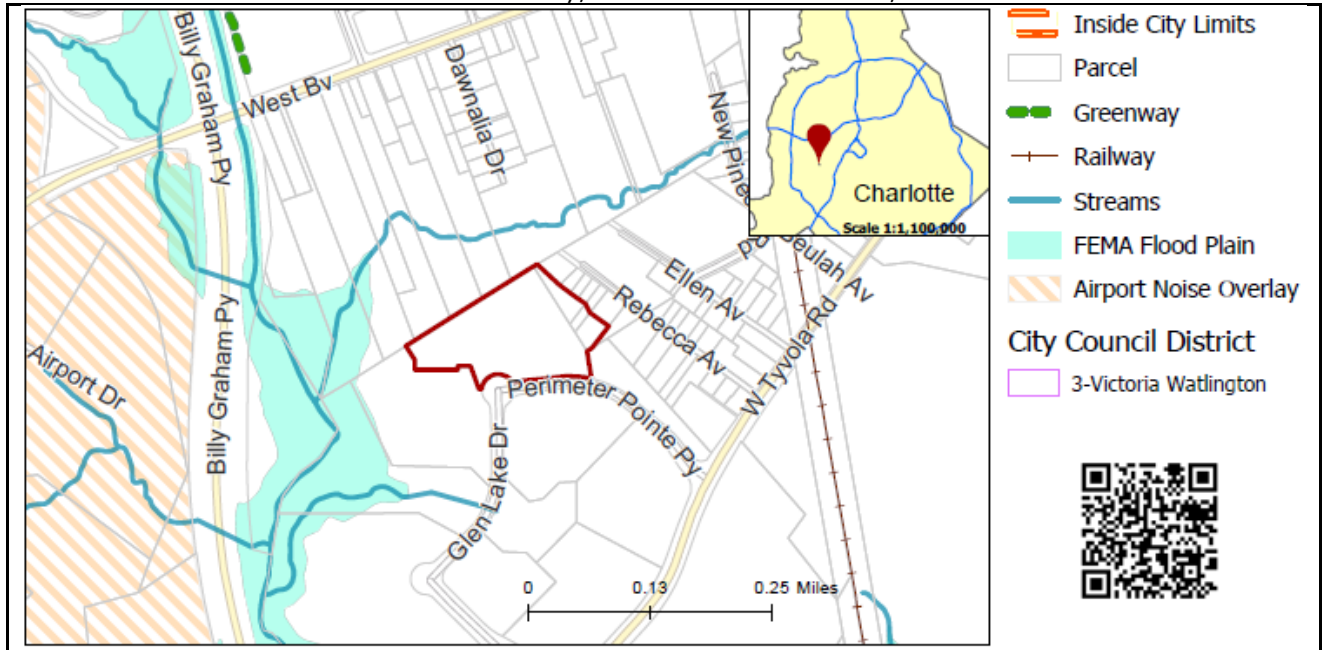 Billy Graham Py
West Bv
Dawnalia Dr
Charlotte
Scale 1:1,100,000
Beulah Av
Ellen Av
Rebecca Av
W Tyvola Rd
Airport Dr
Billy Graham Py
Perimeter Pointe Py
Glen Lake Dr
0 0.13 0.25 Miles
Inside City Limits
Parcel
Greenway
Railway
Streams
FEMA Flood Plain
Airport Noise Overlay
City Council District
3-Victoria Watlington